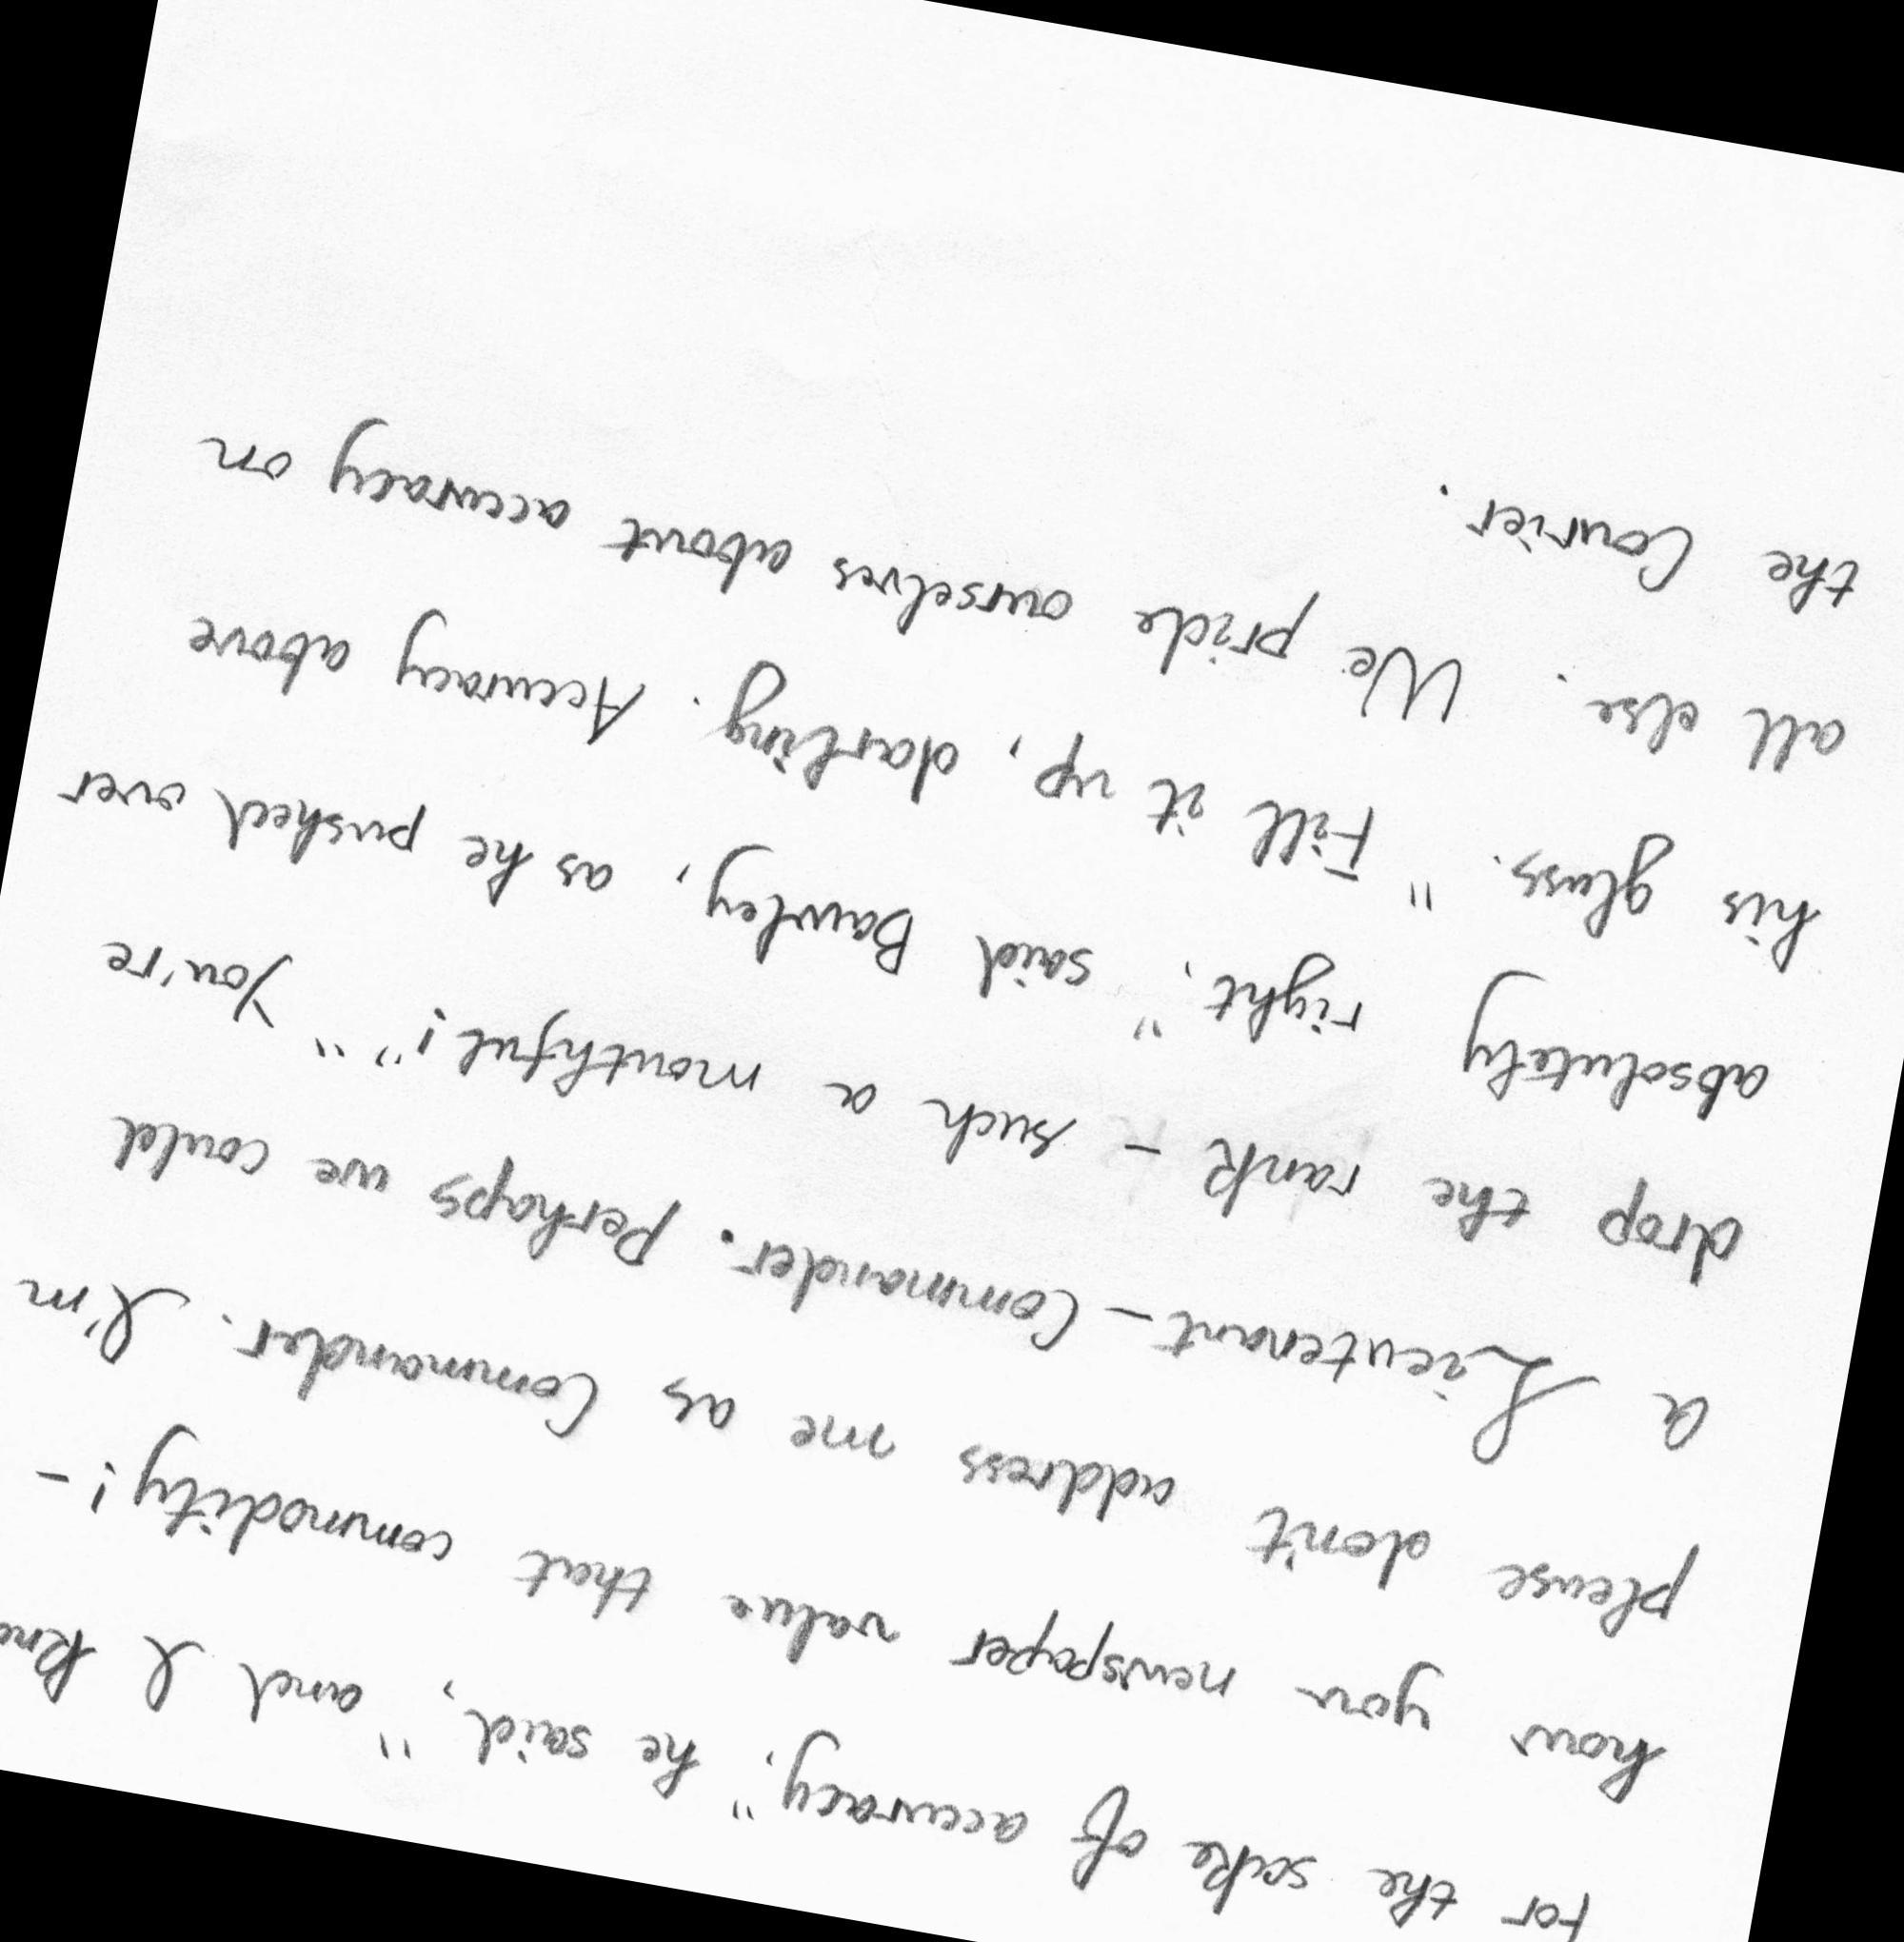 for the sake of accuracy," he said, "and I
how you newspaper value that commodity! -
please don't address me as Commander. I'm
a Lieutenant - Commander. Perhaps we could
drop the rank - such a mouthful!" "You're
absolutely right," said Bawley, as he pushed over
his glass. "Fill it up, darling. Accuracy above
all else. We pride ourselves about accuracy on
the Courier.